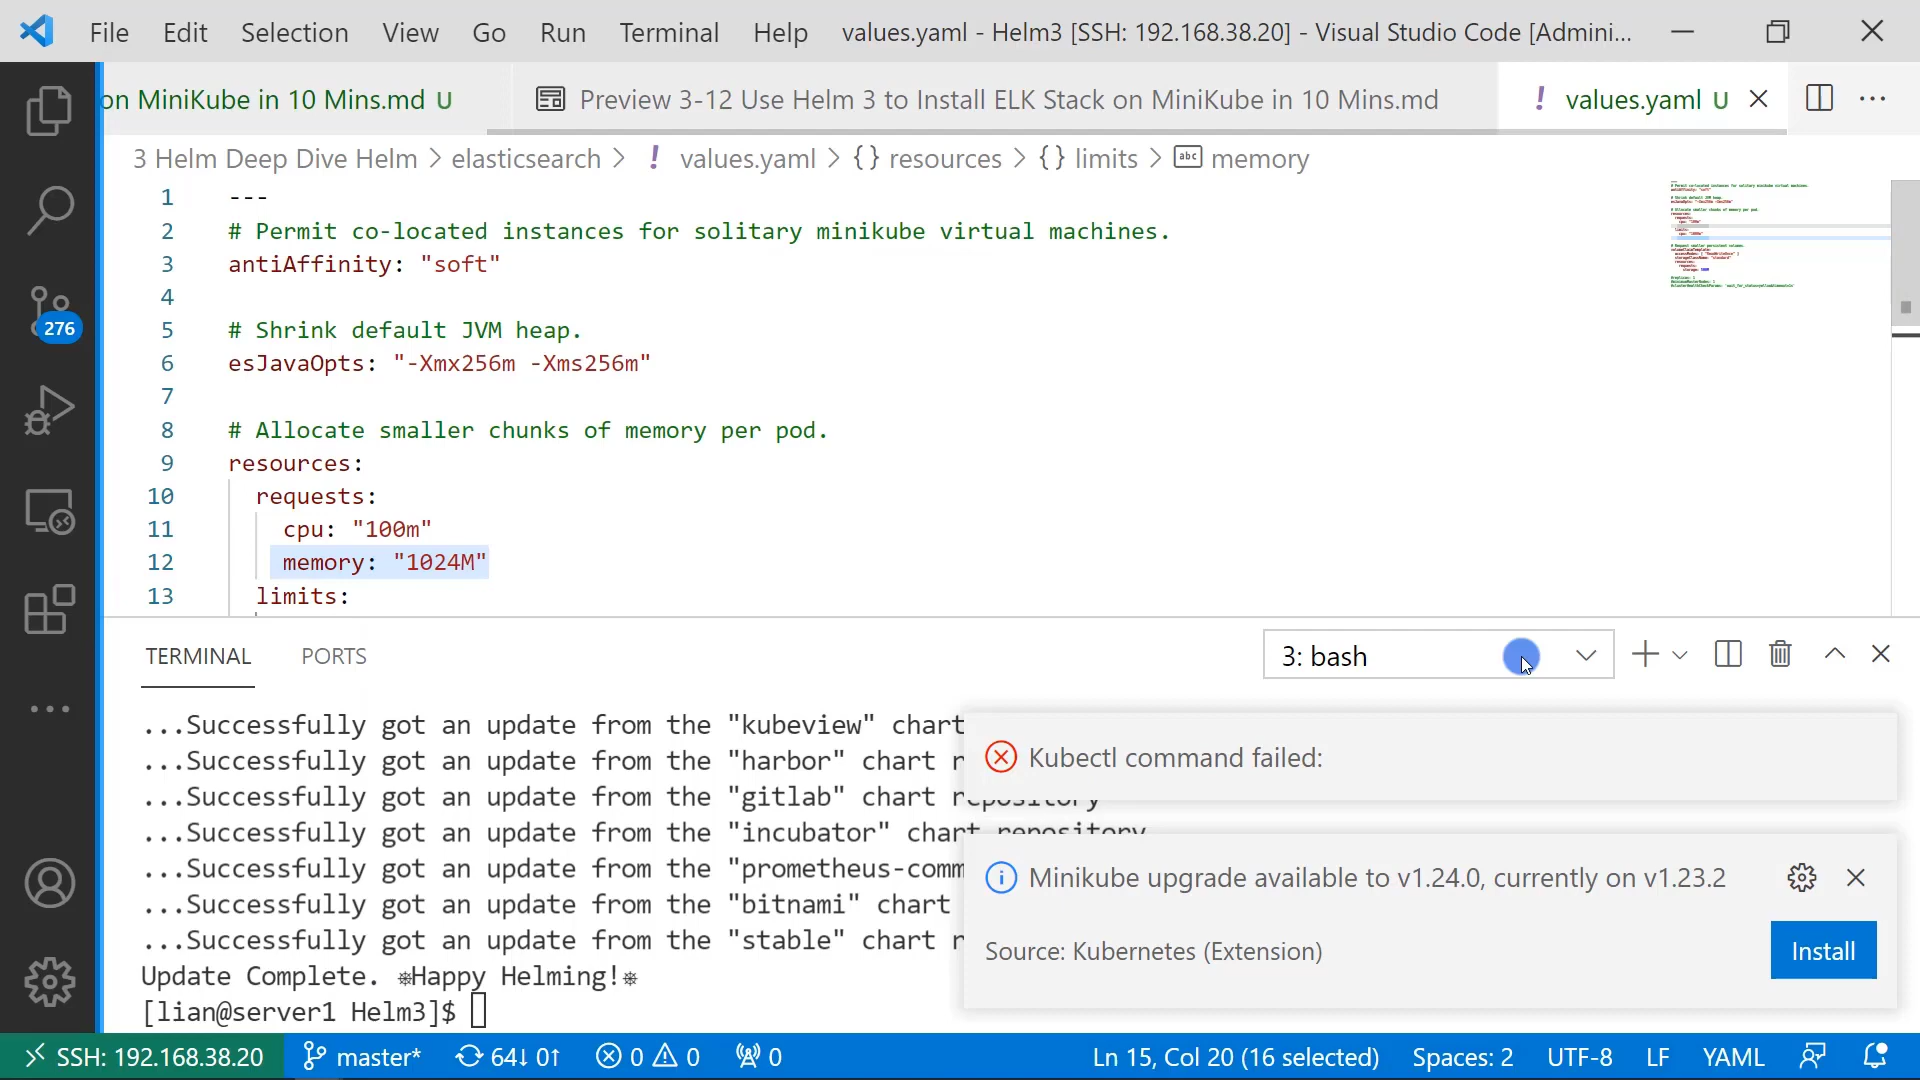 File Edit Selection View Go Run Terminal Help values.yaml - Helm3 [SSH: 192.168.38.20] - Visual Studio Code [Admini...
on MiniKube in 10 Mins.md U
Preview 3-12 Use Helm 3 to Install ELK Stack on MiniKube in 10 Mins.md
! values.yaml U
3 Helm Deep Dive Helm > elasticsearch > ! values.yaml > {} resources > {} limits > abc memory
1 ---
2 # Permit co-located instances for solitary minikube virtual machines.
3 antiAffinity: "soft"
4
5 # Shrink default JVM heap.
6 esJavaOpts: "-Xmx256m -Xms256m"
7
8 # Allocate smaller chunks of memory per pod.
9 resources:
10 requests:
11 cpu: "100m"
12 memory: "1024M"
13 limits:
276
TERMINAL PORTS
3: bash
...Successfully got an update from the "kubeview" chart
...Successfully got an update from the "harbor" chart r
...Successfully got an update from the "gitlab" chart repository
...Successfully got an update from the "incubator" chart repository
...Successfully got an update from the "prometheus-comm
...Successfully got an update from the "bitnami" chart
...Successfully got an update from the "stable" chart r
Update Complete. ⎈Happy Helming!⎈
[lian@server1 Helm3]$
Kubectl command failed:
Minikube upgrade available to v1.24.0, currently on v1.23.2
Source: Kubernetes (Extension)
Install
SSH: 192.168.38.20 master* 64↓ 0↑ 0 0 0
Ln 15, Col 20 (16 selected) Spaces: 2 UTF-8 LF YAML